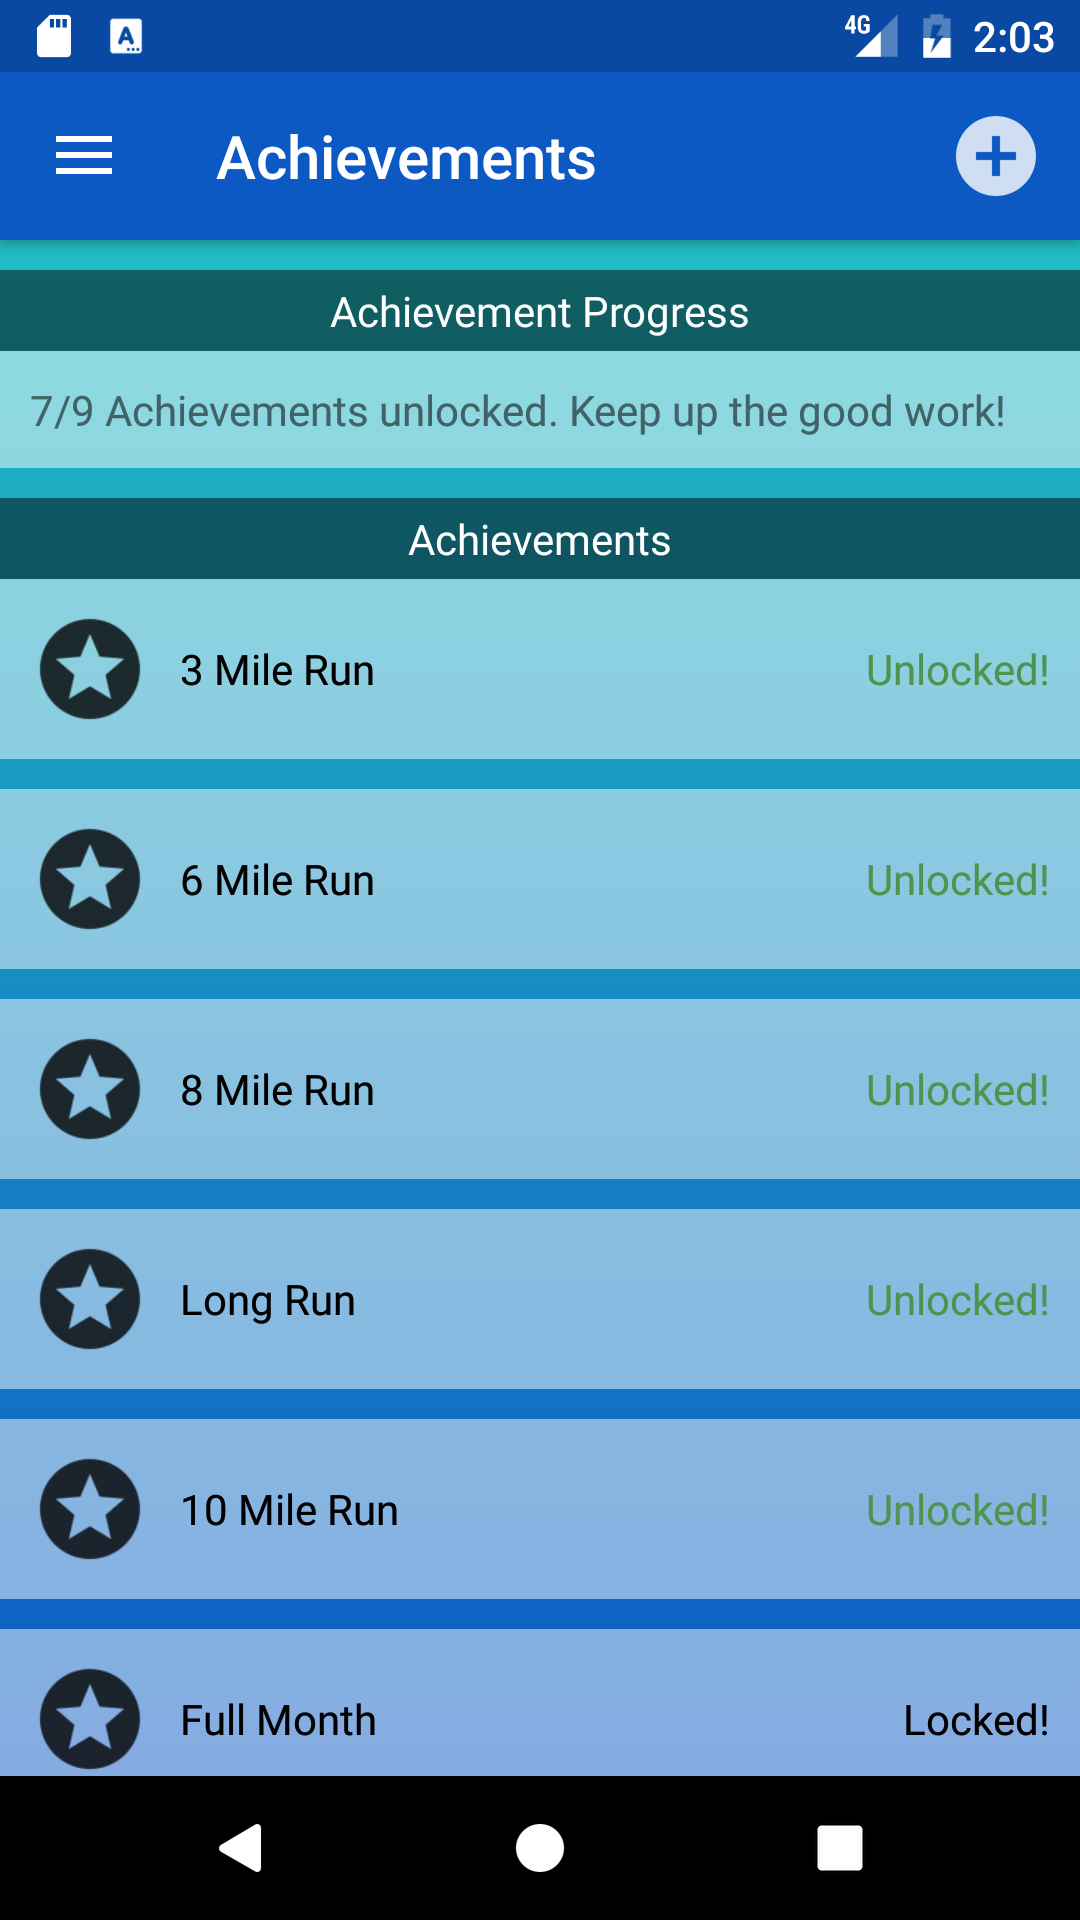 4G 2:03
Achievements
Achievement Progress
7/9 Achievements unlocked. Keep up the good work!
Achievements
3 Mile Run Unlocked!
6 Mile Run Unlocked!
8 Mile Run Unlocked!
Long Run Unlocked!
10 Mile Run Unlocked!
Full Month Locked!